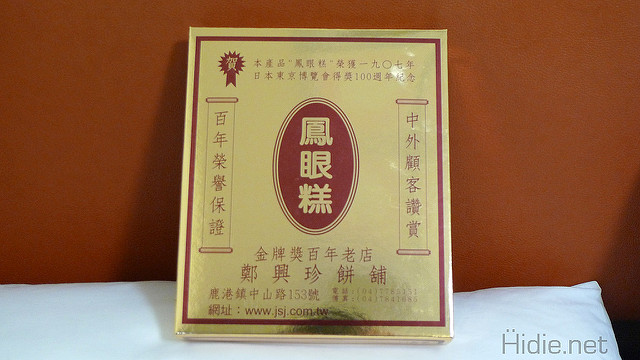 賀
本產品"鳳眼糕"榮獲一九〇七年
日本東京博覽會得獎100週年紀念
百年榮譽保證
鳳眼糕
中外顧客讚賞
金牌獎百年老店
鄭興珍餅舖
鹿港鎮中山路153號
網址：www.jsj.com.tw
Hidie.net